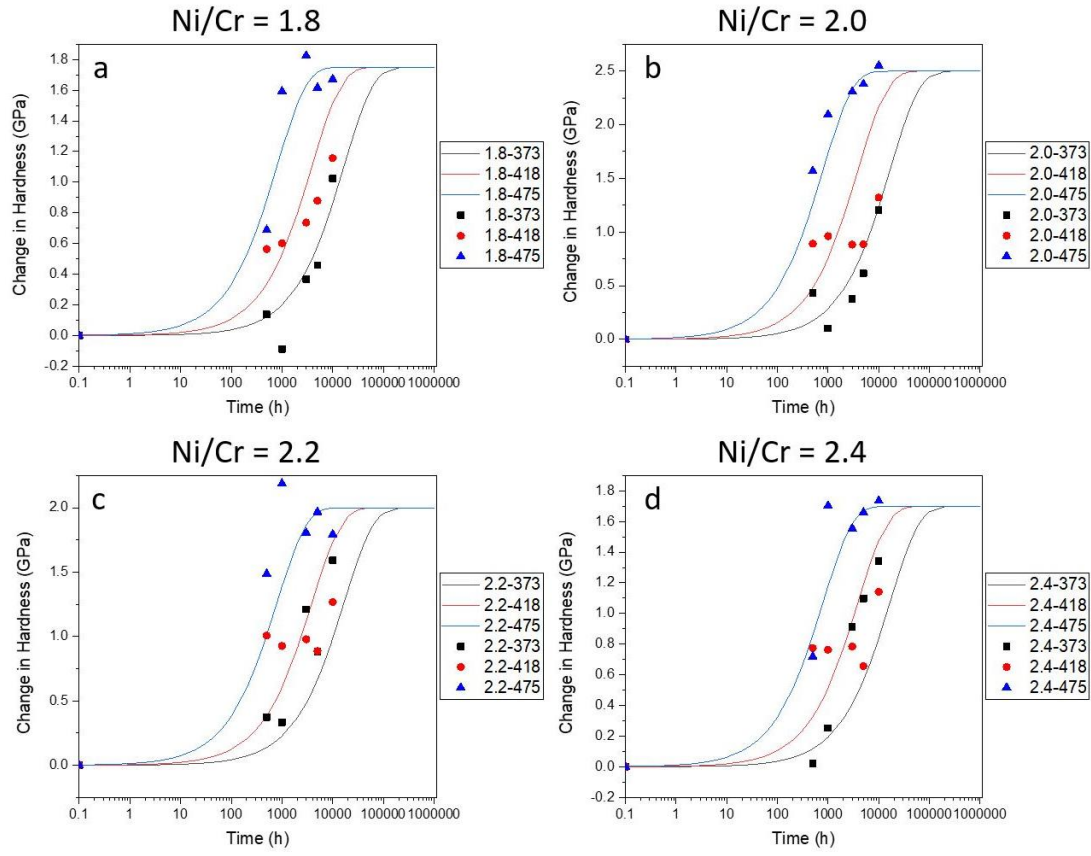 Ni/Cr = 1.8
a
1.8
1.6
1.4
1.2
1.0
0.8
0.6
0.4
0.2
0.0
-0.2
Change in Hardness (GPa)
0.1 1 10 100 1000 10000 1000001000000
Time (h)
1.8-373
1.8-418
1.8-475
1.8-373
1.8-418
1.8-475
Ni/Cr = 2.0
b
2.5
2.0
1.5
1.0
0.5
0.0
Change in Hardness (GPa)
0.1 1 10 100 1000 10000 1000001000000
Time (h)
2.0-373
2.0-418
2.0-475
2.0-373
2.0-418
2.0-475
Ni/Cr = 2.2
c
2.0
1.5
1.0
0.5
0.0
Change in Hardness (GPa)
0.1 1 10 100 1000 10000 1000001000000
Time (h)
2.2-373
2.2-418
2.2-475
2.2-373
2.2-418
2.2-475
Ni/Cr = 2.4
d
1.8
1.6
1.4
1.2
1.0
0.8
0.6
0.4
0.2
0.0
-0.2
Change in Hardness (GPa)
0.1 1 10 100 1000 10000 1000001000000
Time (h)
2.4-373
2.4-418
2.4-475
2.4-373
2.4-418
2.4-475